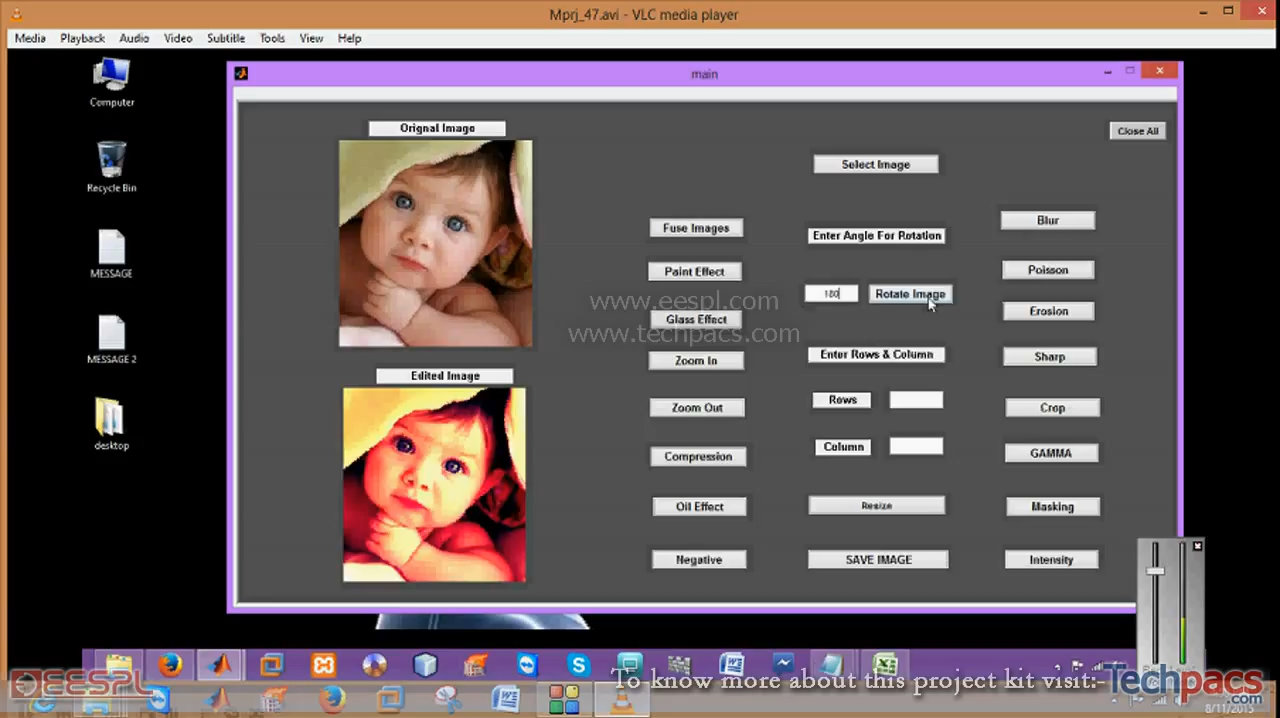 Mprj_47.avi - VLC media player
Media Playback Audio Video Subtitle Tools View Help
Computer
Recycle Bin
MESSAGE
MESSAGE 2
desktop
main
Orignal Image
Close All
Select Image
Fuse Images
Enter Angle For Rotation
Blur
Paint Effect
180
Rotate Image
Poisson
www.eespl.com
Glass Effect
Erosion
www.techpacs.com
Zoom In
Enter Rows & Column
Sharp
Edited Image
Zoom Out
Rows
Crop
Compression
Column
GAMMA
Oil Effect
Resize
Masking
Negative
SAVE IMAGE
Intensity
EESPL
To know more about this project kit visit:-
Techpacs.com
8/11/2015